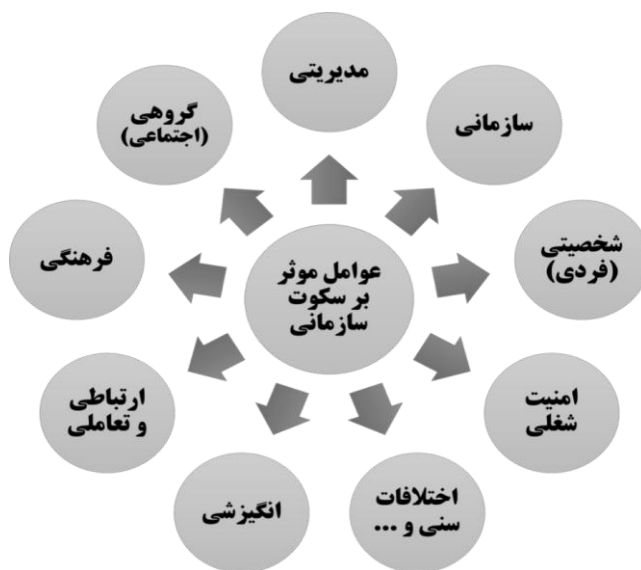 عوامل موثر
بر سکوت
سازمانی
مدیریتی
سازمانی
شخصیتی
(فردی)
امنیت
شغلی
اختلافات
سنی و ...
انگیزشی
ارتباطی
و تعاملی
فرهنگی
گروهی
(اجتماعی)